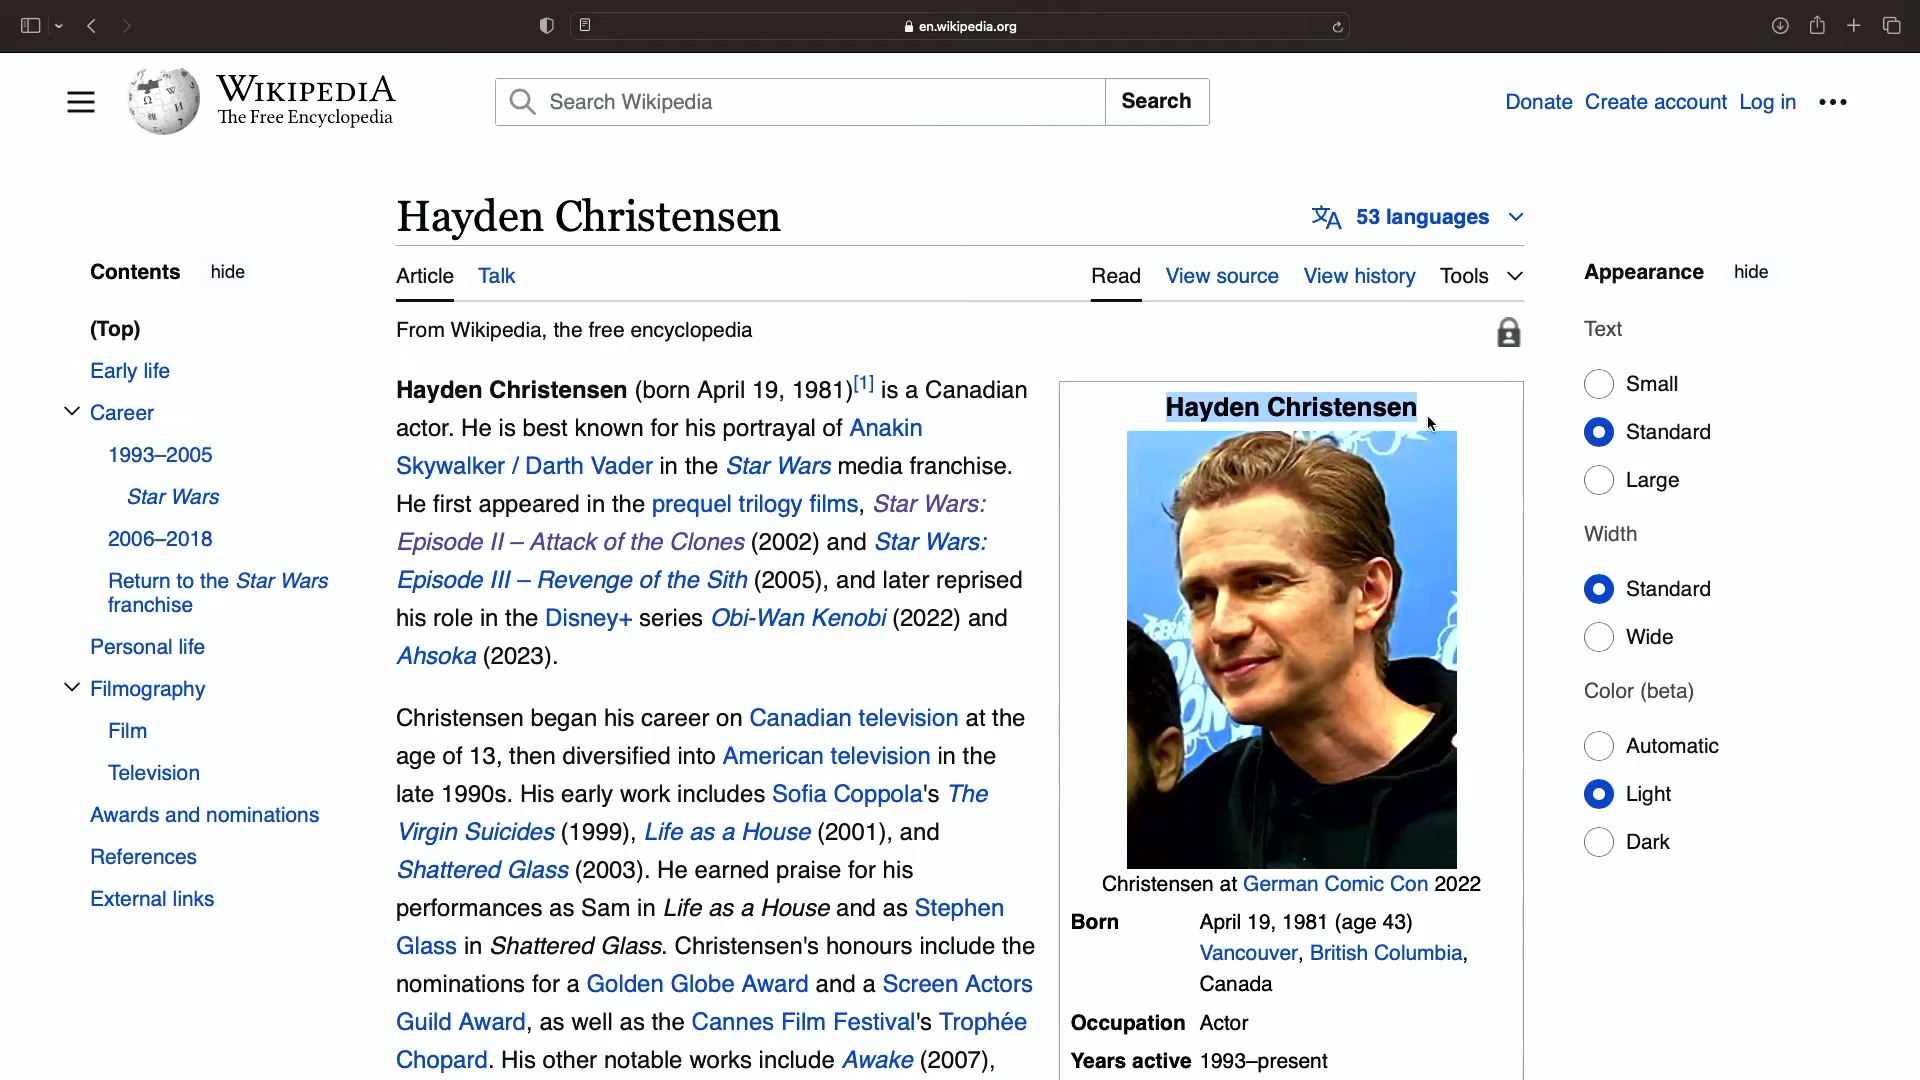 en.wikipedia.org
WIKIPEDIA
The Free Encyclopedia
Search Wikipedia
Search
Donate Create account Log in
Hayden Christensen
53 languages
Contents hide
(Top)
Early life
Career
1993–2005
Star Wars
2006–2018
Return to the Star Wars
franchise
Personal life
Filmography
Film
Television
Awards and nominations
References
External links
Article Talk
Read View source View history Tools
From Wikipedia, the free encyclopedia
Hayden Christensen (born April 19, 1981)[1] is a Canadian
actor. He is best known for his portrayal of Anakin
Skywalker / Darth Vader in the Star Wars media franchise.
He first appeared in the prequel trilogy films, Star Wars:
Episode II – Attack of the Clones (2002) and Star Wars:
Episode III – Revenge of the Sith (2005), and later reprised
his role in the Disney+ series Obi-Wan Kenobi (2022) and
Ahsoka (2023).
Christensen began his career on Canadian television at the
age of 13, then diversified into American television in the
late 1990s. His early work includes Sofia Coppola's The
Virgin Suicides (1999), Life as a House (2001), and
Shattered Glass (2003). He earned praise for his
performances as Sam in Life as a House and as Stephen
Glass in Shattered Glass. Christensen's honours include the
nominations for a Golden Globe Award and a Screen Actors
Guild Award, as well as the Cannes Film Festival's Trophée
Chopard. His other notable works include Awake (2007),
Hayden Christensen
Christensen at German Comic Con 2022
Born April 19, 1981 (age 43)
Vancouver, British Columbia,
Canada
Occupation Actor
Years active 1993–present
Appearance hide
Text
Small
Standard
Large
Width
Standard
Wide
Color (beta)
Automatic
Light
Dark